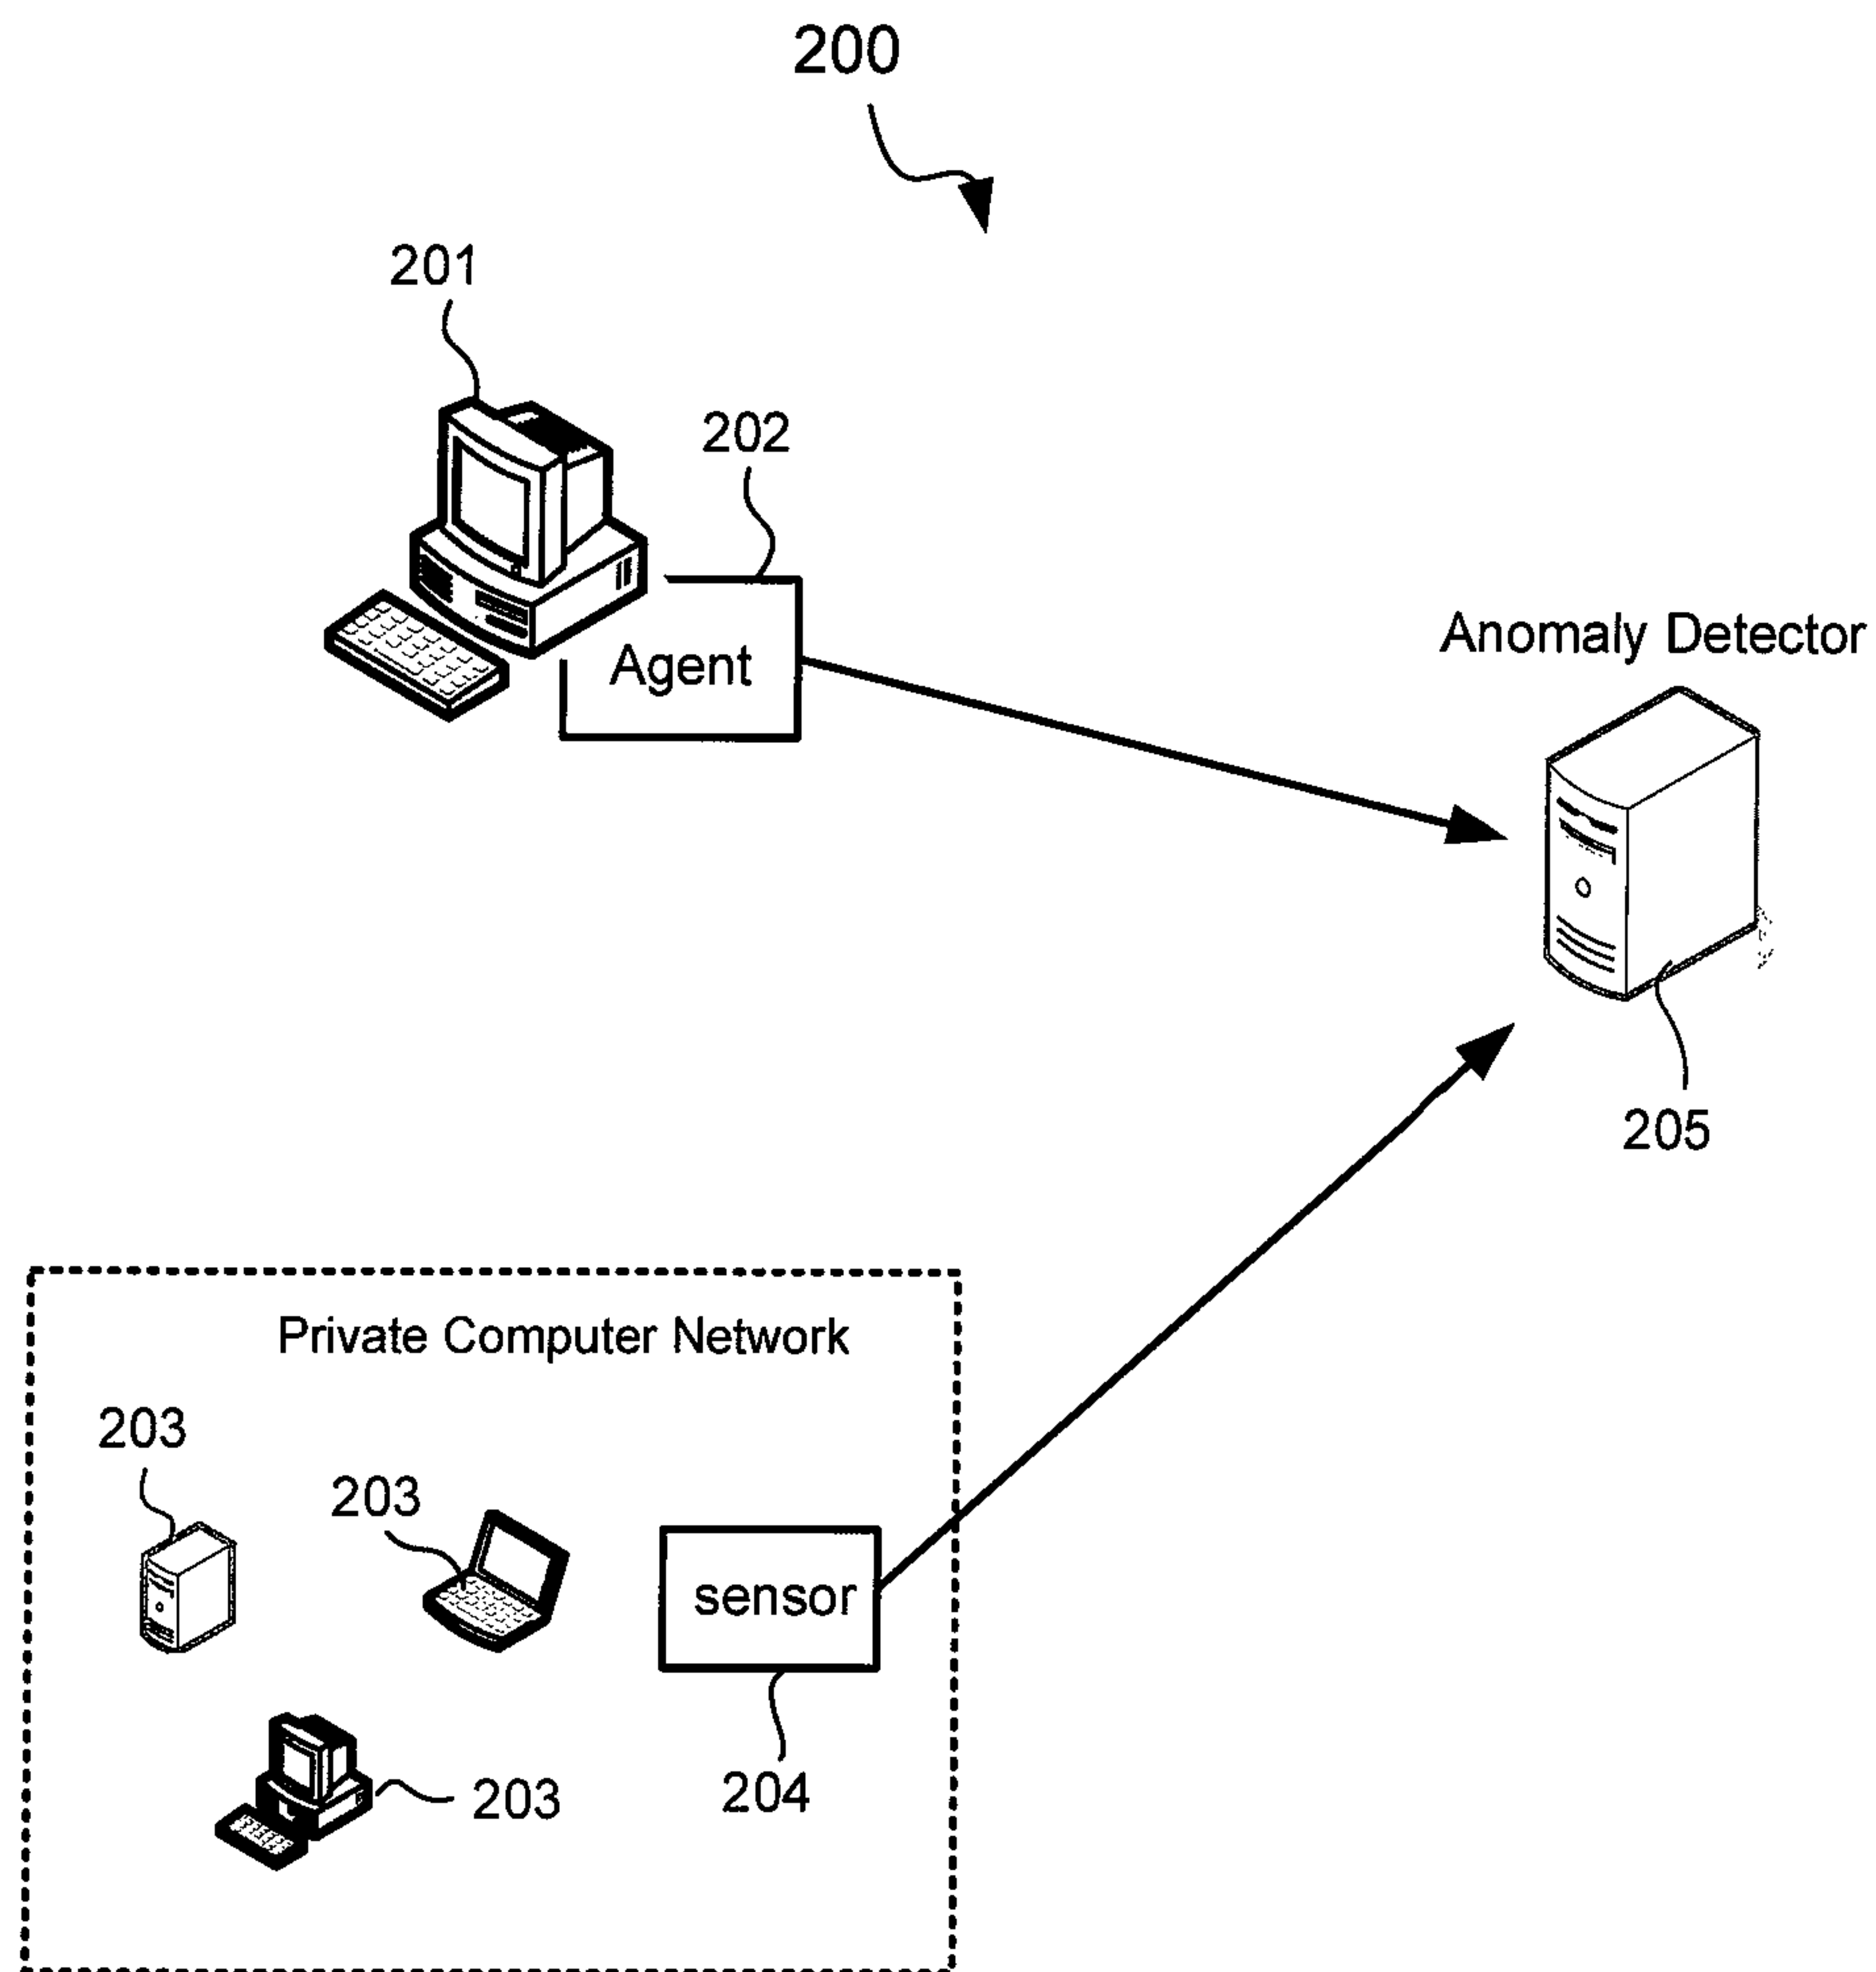 200
201
202
Agent
Anomaly Detector
205
Private Computer Network
203
203
sensor
203
204